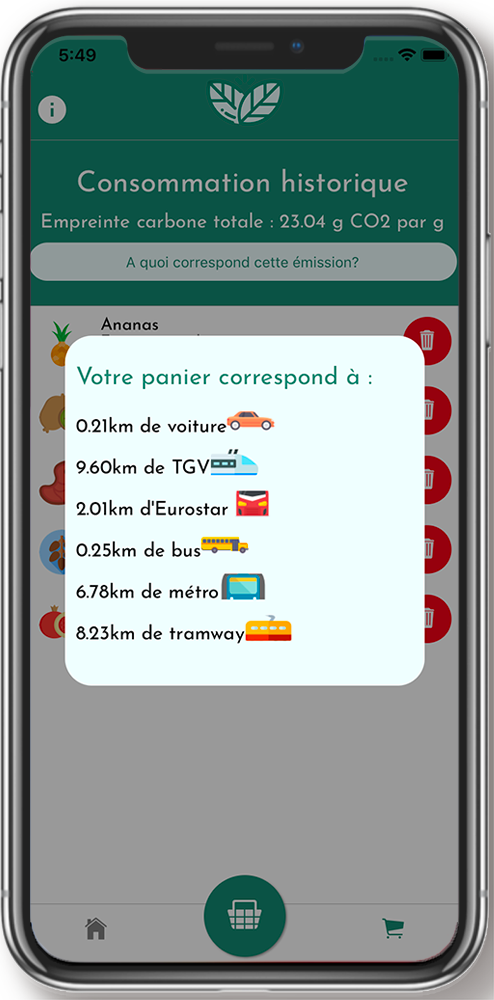 5:49
Consommation historique
Empreinte carbone totale : 23.04 g CO2 par g
A quoi correspond cette émission?
Ananas
Votre panier correspond à :
0.21km de voiture
9.60km de TGV
2.01km d'Eurostar
0.25km de bus
6.78km de métro
8.23km de tramway